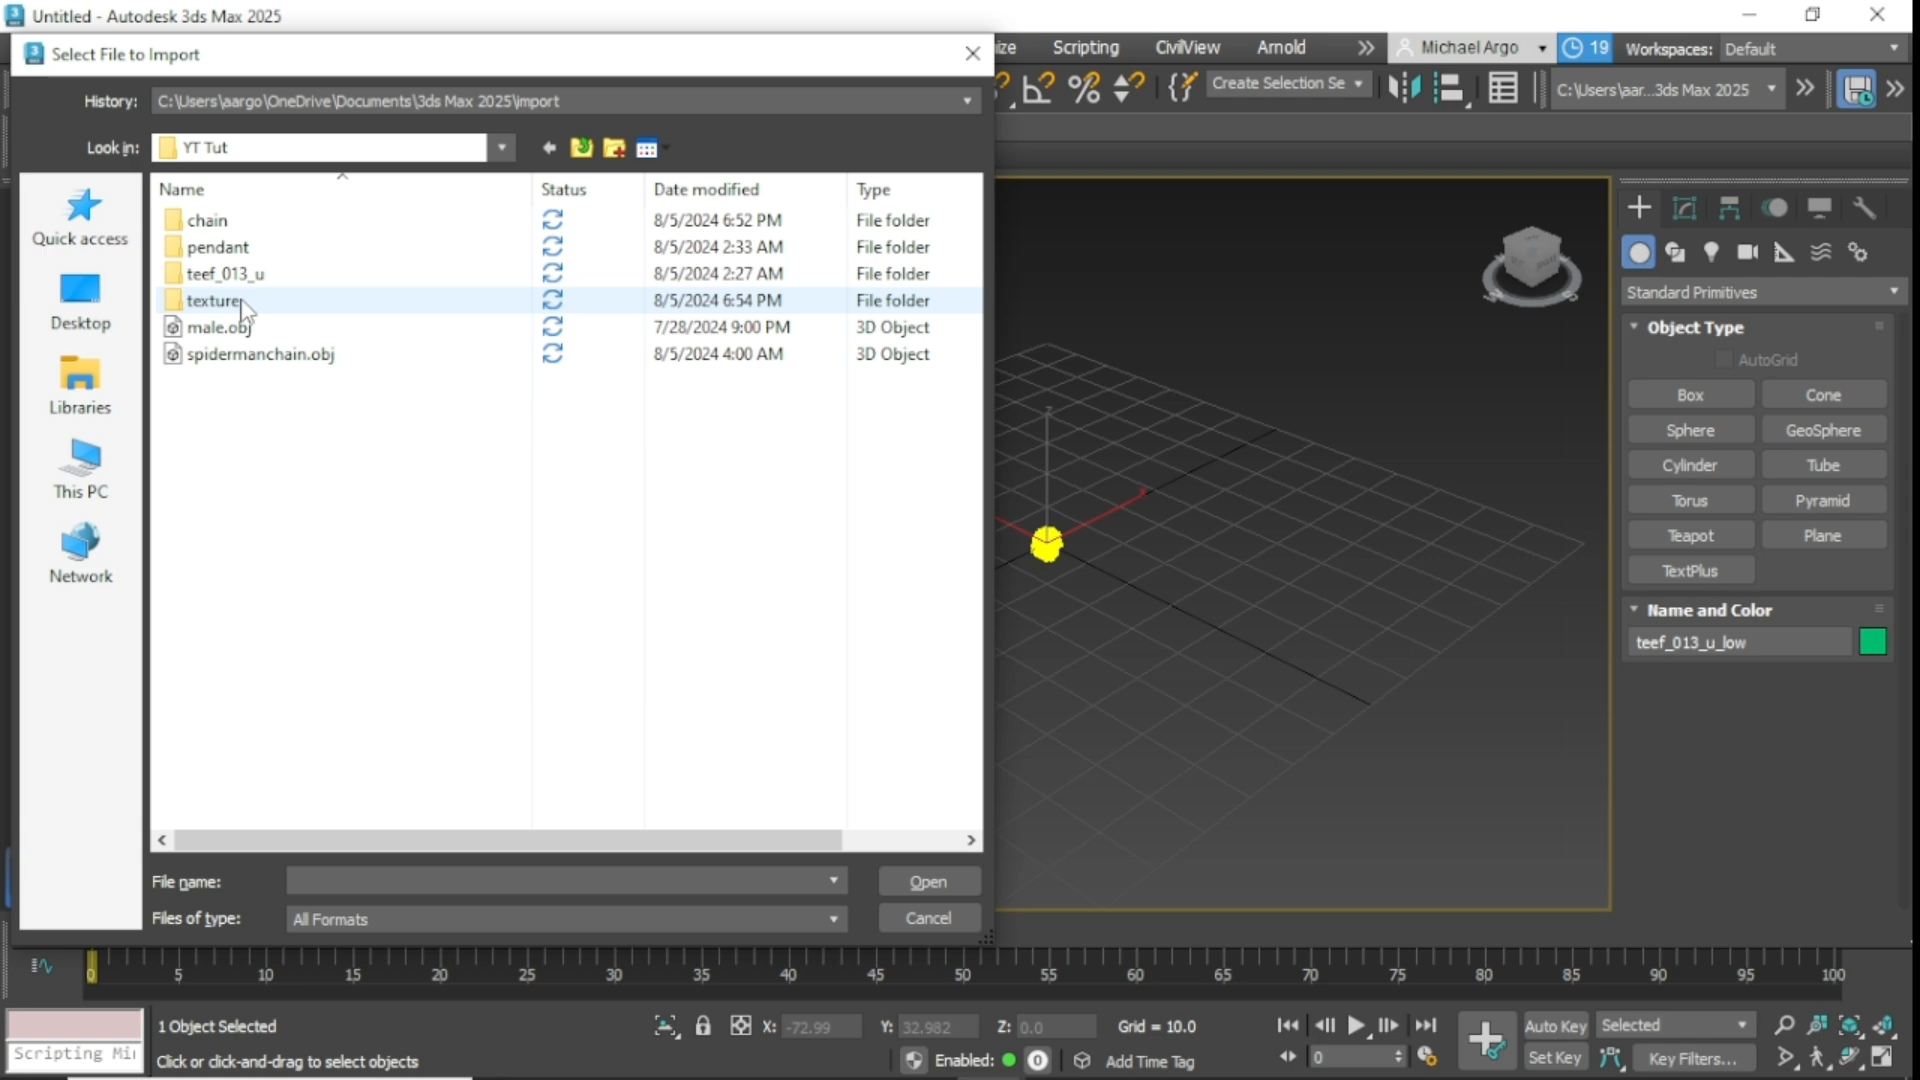 Untitled - Autodesk 3ds Max 2025
Select File to Import
ize Scripting CivilView Arnold Michael Argo 19 Workspaces: Default
History: C:\Users\aargo\OneDrive\Documents\3ds Max 2025\import
Create Selection Se C:\Users\aar...3ds Max 2025
Look in: YT Tut
Name Status Date modified Type
chain 8/5/2024 6:52 PM File folder
pendant 8/5/2024 2:33 AM File folder
teef_013_u 8/5/2024 2:27 AM File folder
texture 8/5/2024 6:54 PM File folder
male.obj 7/28/2024 9:00 PM 3D Object
spidermanchain.obj 8/5/2024 4:00 AM 3D Object
Quick access
Desktop
Libraries
This PC
Network
File name: Open
Files of type: All Formats Cancel
Standard Primitives
Object Type
AutoGrid
Box Cone
Sphere GeoSphere
Cylinder Tube
Torus Pyramid
Teapot Plane
TextPlus
Name and Color
teef_013_u_low
0 5 10 15 20 25 30 35 40 45 50 55 60 65 70 75 80 85 90 95 100
1 Object Selected X: -72.99 Y: 32.982 Z: 0.0 Grid = 10.0 Auto Key Selected
Scripting Mi Click or click-and-drag to select objects Enabled: 0 Add Time Tag 0 Set Key Key Filters...